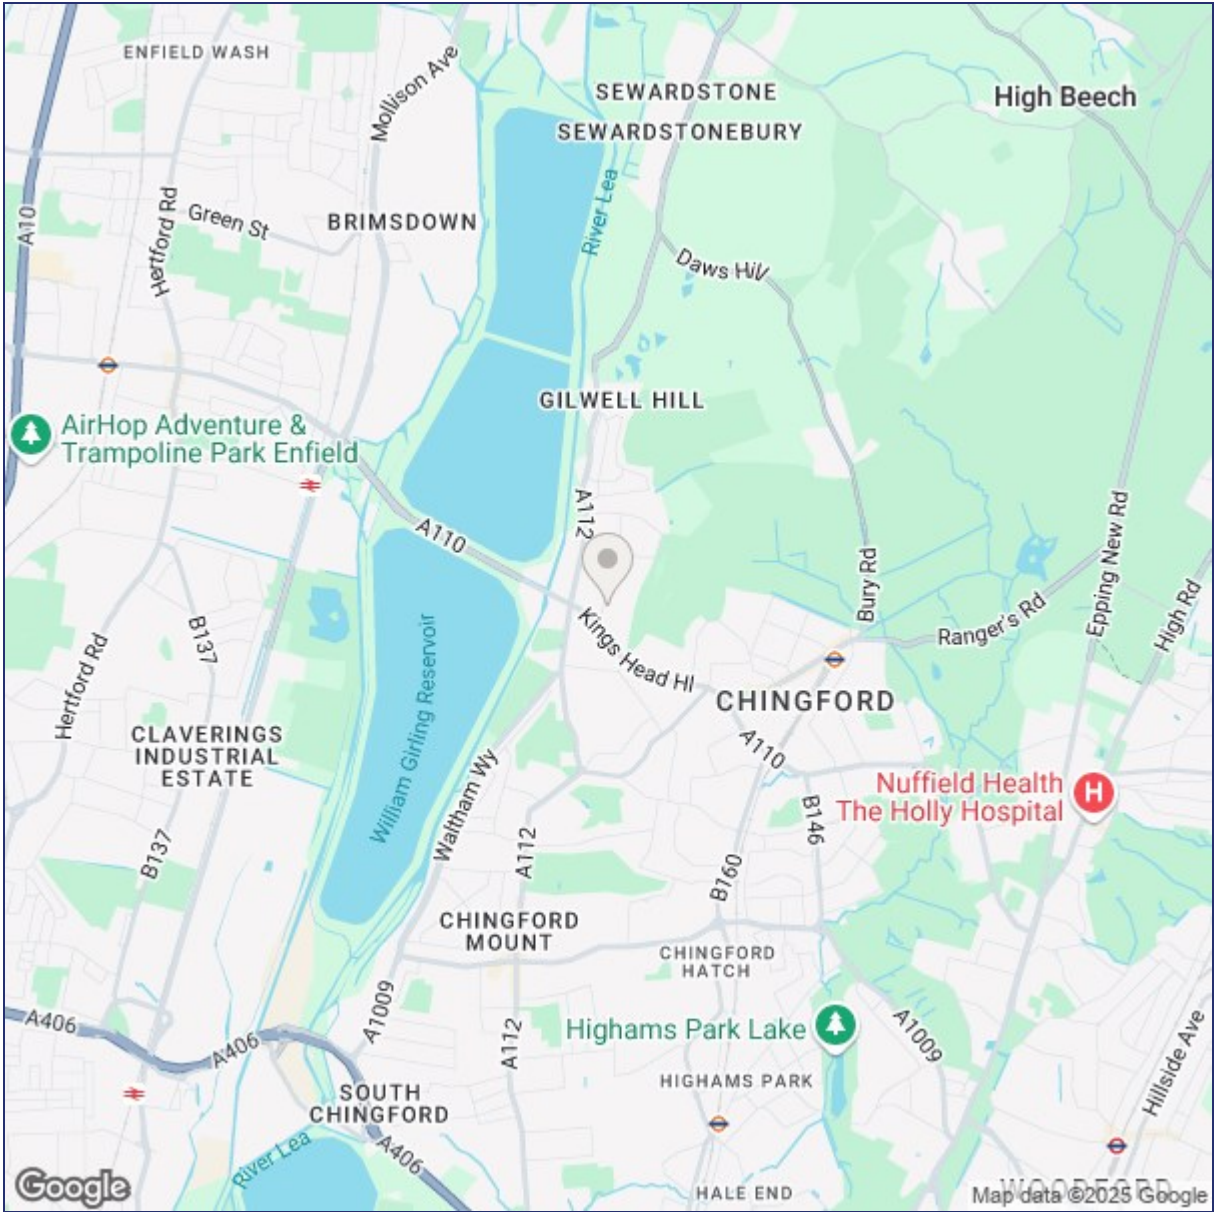 ENFIELD WASH
Mollison Ave
SEWARDSTONE
SEWARDSTONEBURY
High Beech
A10
Hertford Rd
Green St
BRIMSDOWN
River Lea
Daws Hill
GILWELL HILL
AirHop Adventure &
Trampoline Park Enfield
A112
A110
Bury Rd
Epping New Rd
Ranger's Rd
High Rd
Kings Head Hl
B137
Hertford Rd
William Girling Reservoir
CHINGFORD
A110
CLAVERINGS
INDUSTRIAL
ESTATE
Waltham Wy
Nuffield Health
The Holly Hospital
H
B146
A112
B137
B160
CHINGFORD
MOUNT
CHINGFORD
HATCH
A1009
A406
A406
A112
Highams Park Lake
A1009
HIGHAMS PARK
Hillside Ave
SOUTH
CHINGFORD
A406
River Lea
HALE END
WOODFORD
Google
Map data ©2025 Google